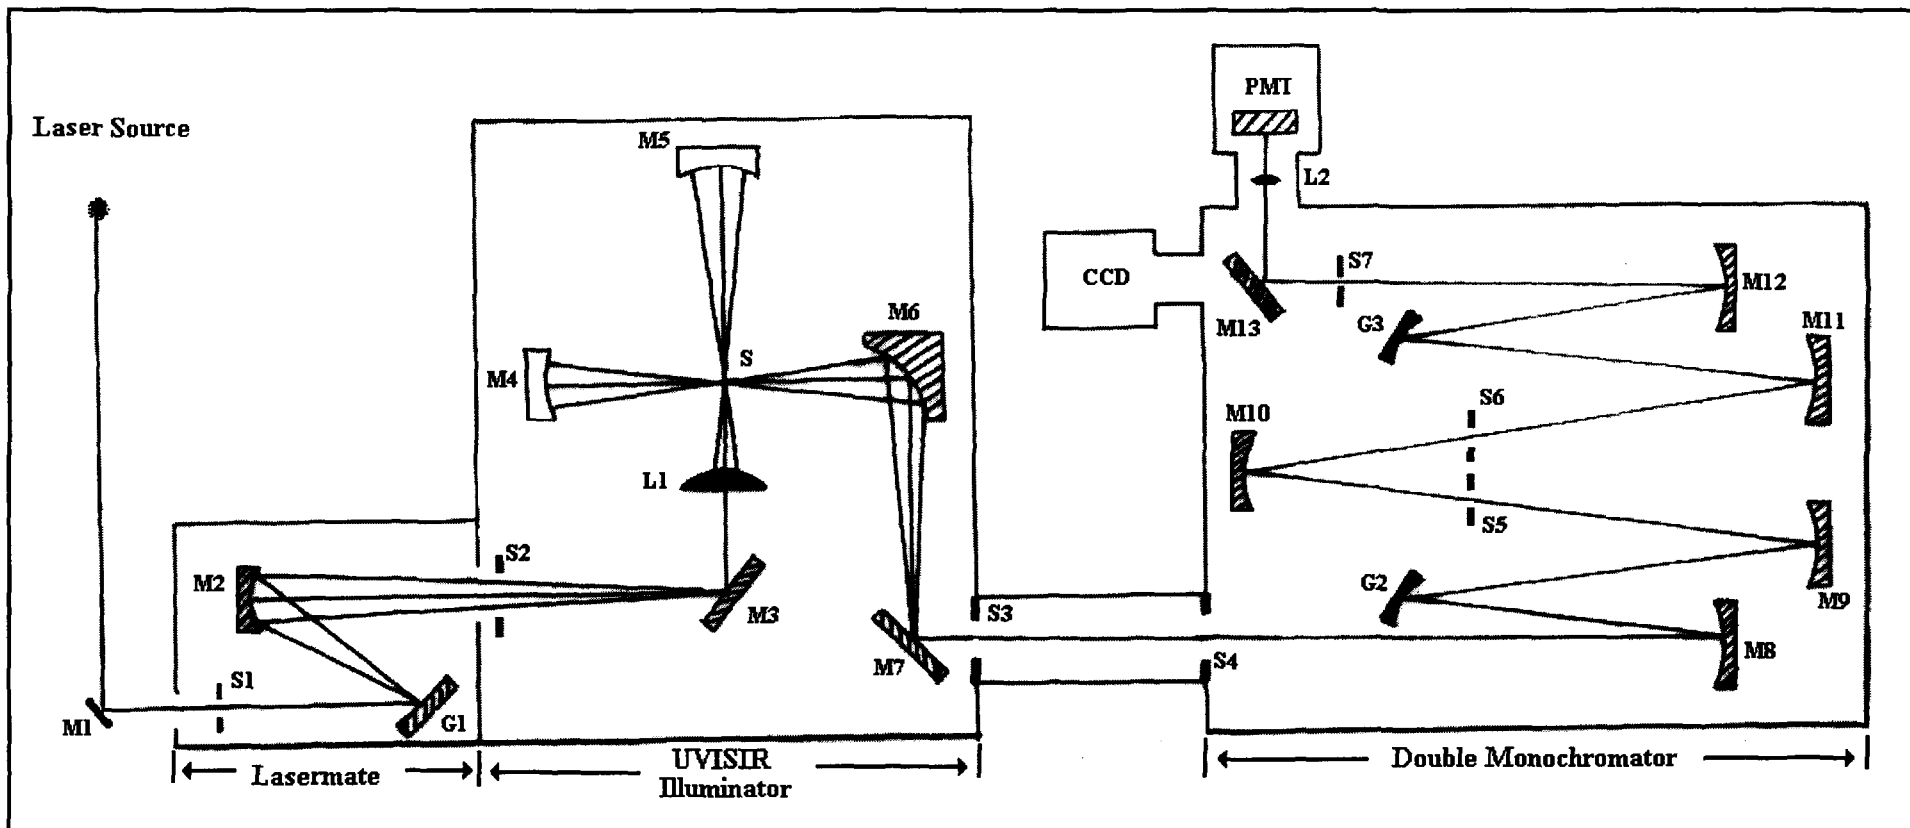 PMT
Laser Source
M5
L2
S7
CCD
M12
M6
M13
G3
M11
S
M4
S6
M10
L1
S5
S2
M2
G2
M3
S3
M9
M8
S1
M7
S4
M1
G1
Lasermate
UVISIR
Illuminator
Double Monochromator